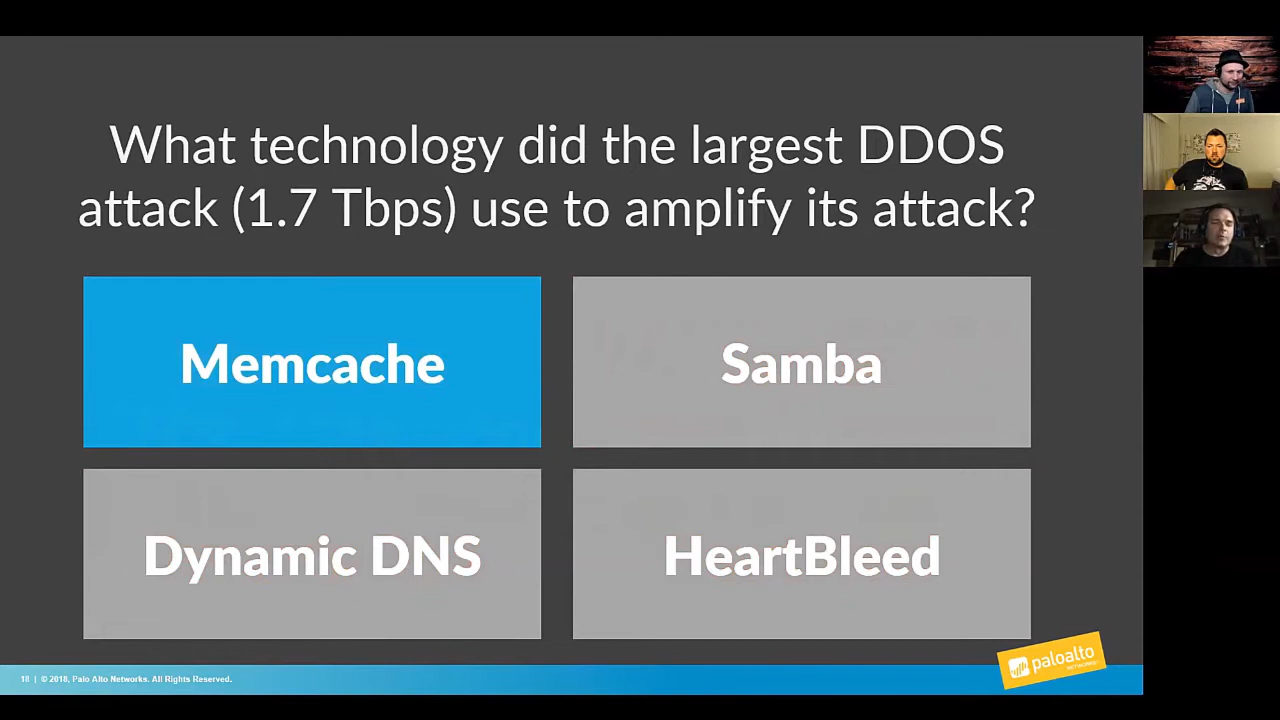 What technology did the largest DDOS
attack (1.7 Tbps) use to amplify its attack?
Memcache
Samba
Dynamic DNS
HeartBleed
18 | © 2018, Palo Alto Networks. All Rights Reserved.
paloalto
NETWORKS